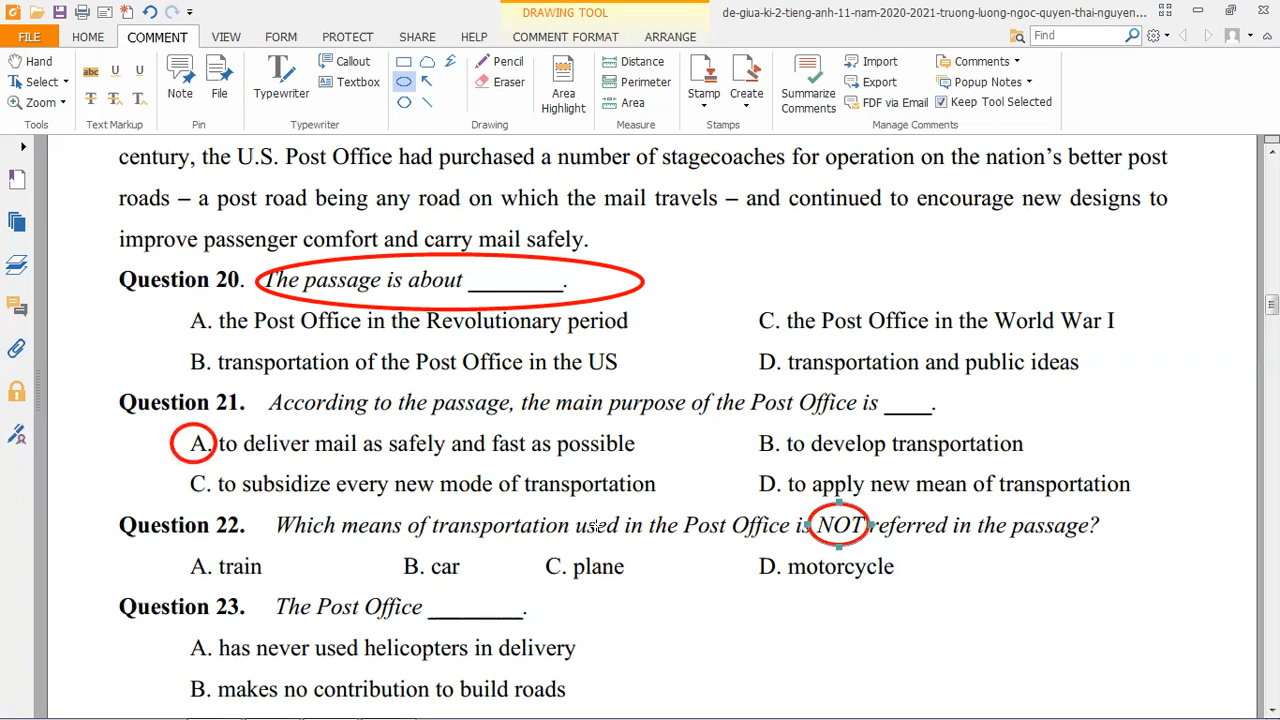 DRAWING TOOL
de-giua-ki-2-tieng-anh-11-nam-2020-2021-truong-luong-ngoc-quyen-thai-nguyen-...
FILE HOME COMMENT VIEW FORM PROTECT SHARE HELP COMMENT FORMAT ARRANGE Find
Hand
Select
Zoom
Tools
abc U U
T T T
Text Markup
Note File
Pin
Typewriter
Callout
Textbox
Typewriter
Pencil
Eraser
Drawing
Area Highlight
Distance
Perimeter
Area
Measure
Stamp Create
Stamps
Summarize Comments
Import
Export
FDF via Email
Comments
Popup Notes
Keep Tool Selected
Manage Comments
century, the U.S. Post Office had purchased a number of stagecoaches for operation on the nation’s better post
roads – a post road being any road on which the mail travels – and continued to encourage new designs to
improve passenger comfort and carry mail safely.
Question 20. The passage is about ________.
A. the Post Office in the Revolutionary period C. the Post Office in the World War I
B. transportation of the Post Office in the US D. transportation and public ideas
Question 21. According to the passage, the main purpose of the Post Office is ____.
A. to deliver mail as safely and fast as possible B. to develop transportation
C. to subsidize every new mode of transportation D. to apply new mean of transportation
Question 22. Which means of transportation used in the Post Office is NOT referred in the passage?
A. train B. car C. plane D. motorcycle
Question 23. The Post Office ________.
A. has never used helicopters in delivery
B. makes no contribution to build roads